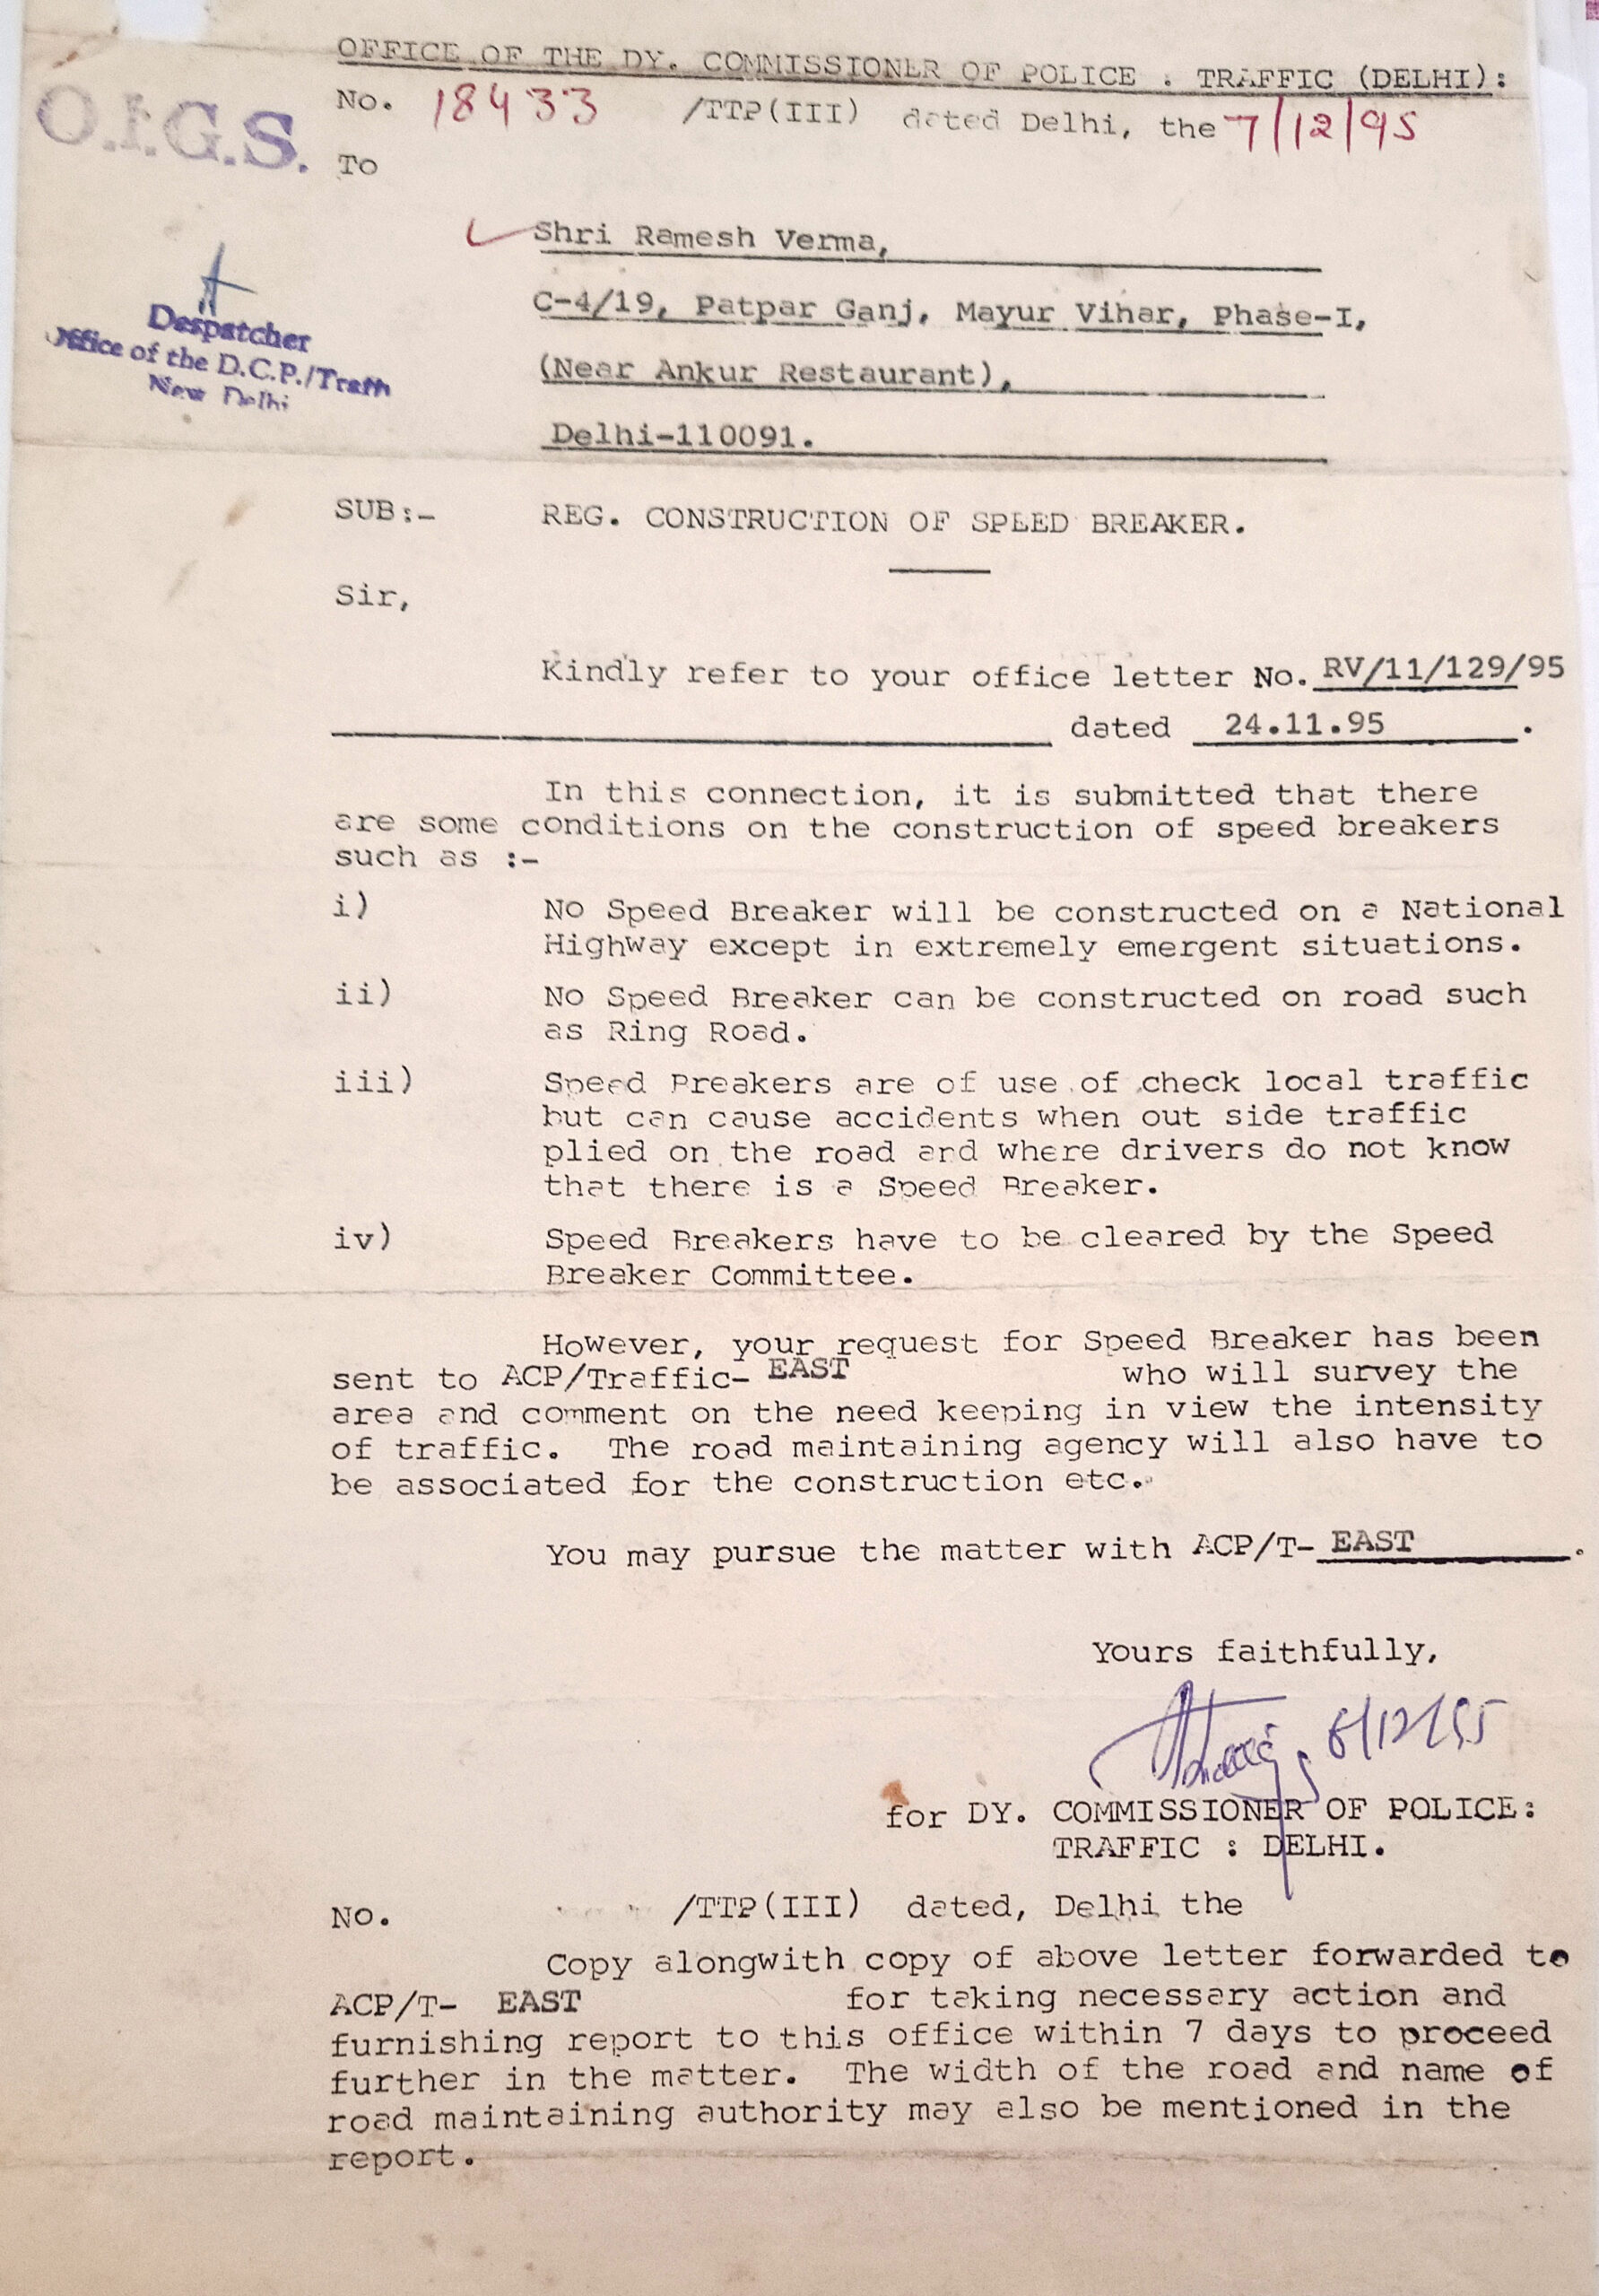 OFFICE OF THE DY. COMMISSIONER OF POLICE : TRAFFIC (DELHI):
No. 18433 /TTP(III) dated Delhi, the 7/12/95
O.I.G.S.
To
Shri Ramesh Verma,
C-4/19, Patpar Ganj, Mayur Vihar, Phase-I,
(Near Ankur Restaurant),
Delhi-110091.
Despatcher
Office of the D.C.P./Traffi
New Delhi
SUB:- REG. CONSTRUCTION OF SPEED BREAKER.
Sir,
Kindly refer to your office letter No. RV/11/129/95
dated 24.11.95 .
In this connection, it is submitted that there
are some conditions on the construction of speed breakers
such as :-
i) No Speed Breaker will be constructed on a National
HighWay except in extremely emergent situations.
ii) No Speed Breaker can be constructed on road such
as Ring Road.
iii) Speed Breakers are of use of check local traffic
but can cause accidents when out side traffic
plied on the road and where drivers do not know
that there is a Speed Breaker.
iv) Speed Breakers have to be cleared by the Speed
Breaker Committee.
However, your request for Speed Breaker has been
sent to ACP/Traffic- EAST who will survey the
area and comment on the need keeping in view the intensity
of traffic. The road maintaining agency will also have to
be associated for the construction etc.
You may pursue the matter with ACP/T- EAST .
Yours faithfully,
6/12/95
for DY. COMMISSIONER OF POLICE:
TRAFFIC : DELHI.
No. /TTP(III) dated, Delhi the
Copy alongwith copy of above letter forwarded to
ACP/T- EAST for taking necessary action and
furnishing report to this office within 7 days to proceed
further in the matter. The width of the road and name of
road maintaining authority may also be mentioned in the
report.